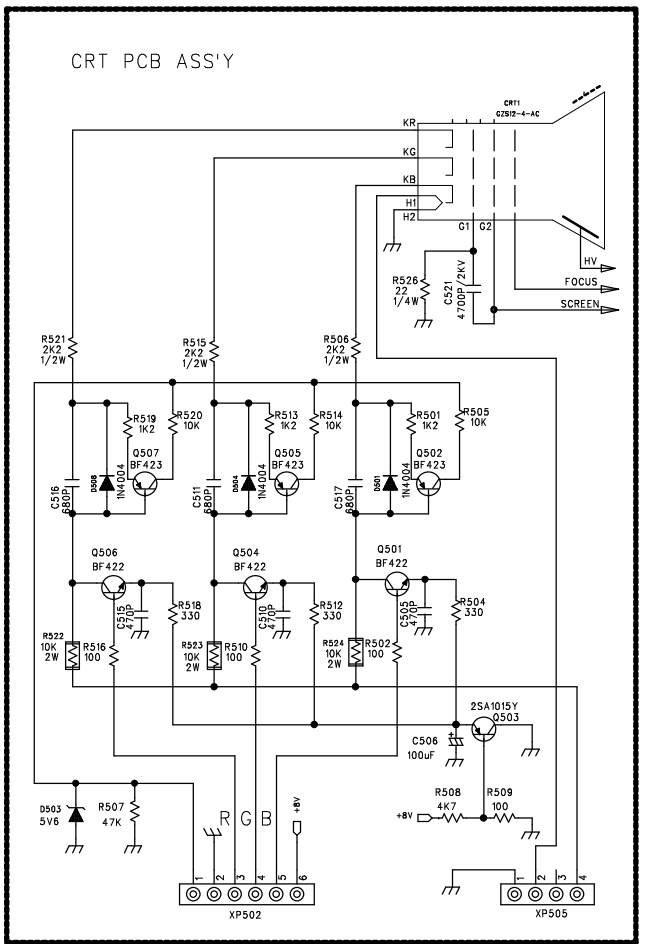 CRT PCB ASS'Y
CRT1
GZS12-4-AC
KR
KG
KB
H1
H2
G1 G2
HV
FOCUS
SCREEN
R526
22
1/4W
C521
4700P/2KV
R521
2K2
1/2W
R515
2K2
1/2W
R506
2K2
1/2W
R519
1K2
R520
10K
R513
1K2
R514
10K
R501
1K2
R505
10K
Q507
BF423
Q505
BF423
Q502
BF423
C516
680P
D508
1N4004
C511
680P
D504
1N4004
C517
680P
D501
1N4004
Q506
BF422
Q504
BF422
Q501
BF422
C515
470P
R518
330
C510
470P
R512
330
C505
470P
R504
330
R522
10K
2W
R516
100
R523
10K
2W
R510
100
R524
10K
2W
R502
100
2SA1015Y
Q503
C506
100uF
+
D503
5V6
R507
47K
R G B
+8V
R508
4K7
R509
100
+8V
1 2 3 4 5 6
XP502
1 2 3 4
XP505